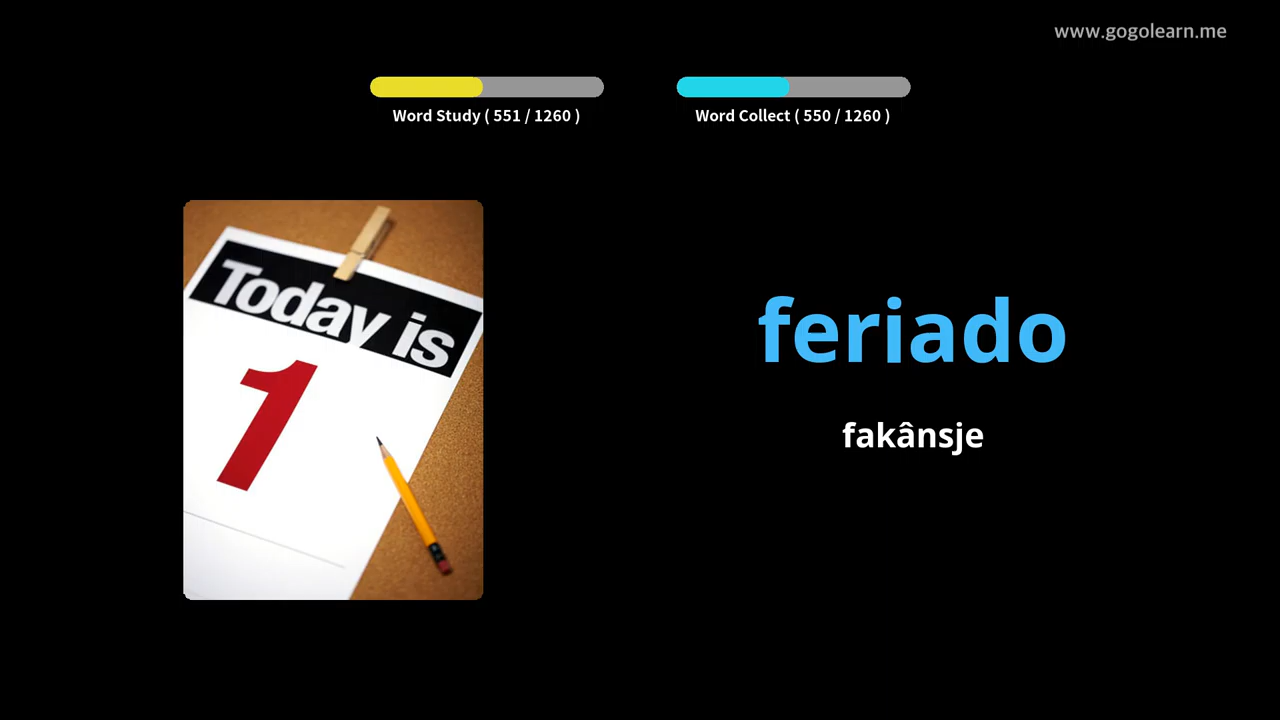 www.gogolearn.me
Word Study ( 551 / 1260 )
Word Collect ( 550 / 1260 )
Today is
1
feriado
fakânsje